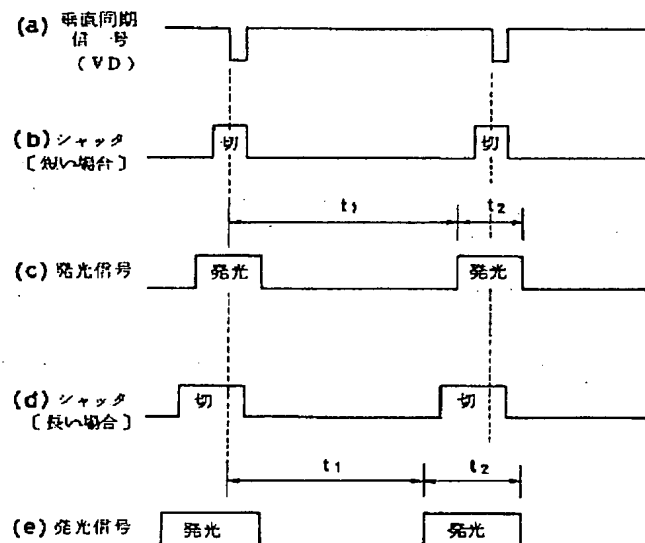 (a) 垂直同期
信号
(VD)
(b) シャッタ
[短い場合]
切
切
t₁
t₂
(c) 発光信号
発光
発光
(d) シャッタ
[長い場合]
切
切
t₁
t₂
(e) 発光信号
発光
発光